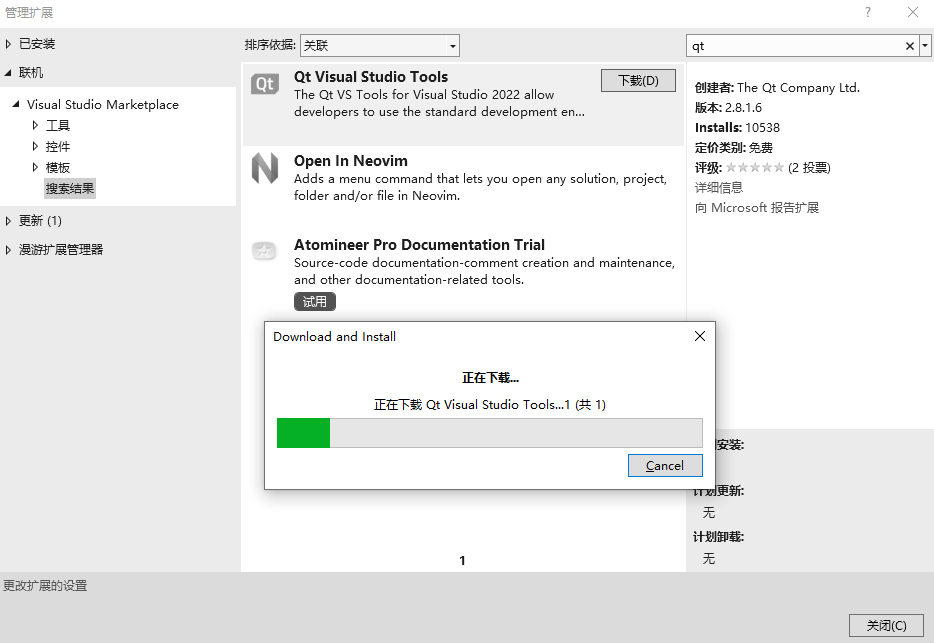 管理扩展
?
已安装
联机
Visual Studio Marketplace
工具
控件
模板
搜索结果
更新 (1)
漫游扩展管理器
排序依据: 关联
Qt
Qt Visual Studio Tools
下载(D)
The Qt VS Tools for Visual Studio 2022 allow
developers to use the standard development en...
Open In Neovim
Adds a menu command that lets you open any solution, project,
folder and/or file in Neovim.
Atomineer Pro Documentation Trial
Source-code documentation-comment creation and maintenance,
and other documentation-related tools.
试用
1
qt
创建者: The Qt Company Ltd.
版本: 2.8.1.6
Installs: 10538
定价类别: 免费
评级: ★★★★★ (2 投票)
详细信息
向 Microsoft 报告扩展
Download and Install
正在下载...
正在下载 Qt Visual Studio Tools...1 (共 1)
Cancel
安装:
计划更新:
无
计划卸载:
无
更改扩展的设置
关闭(C)